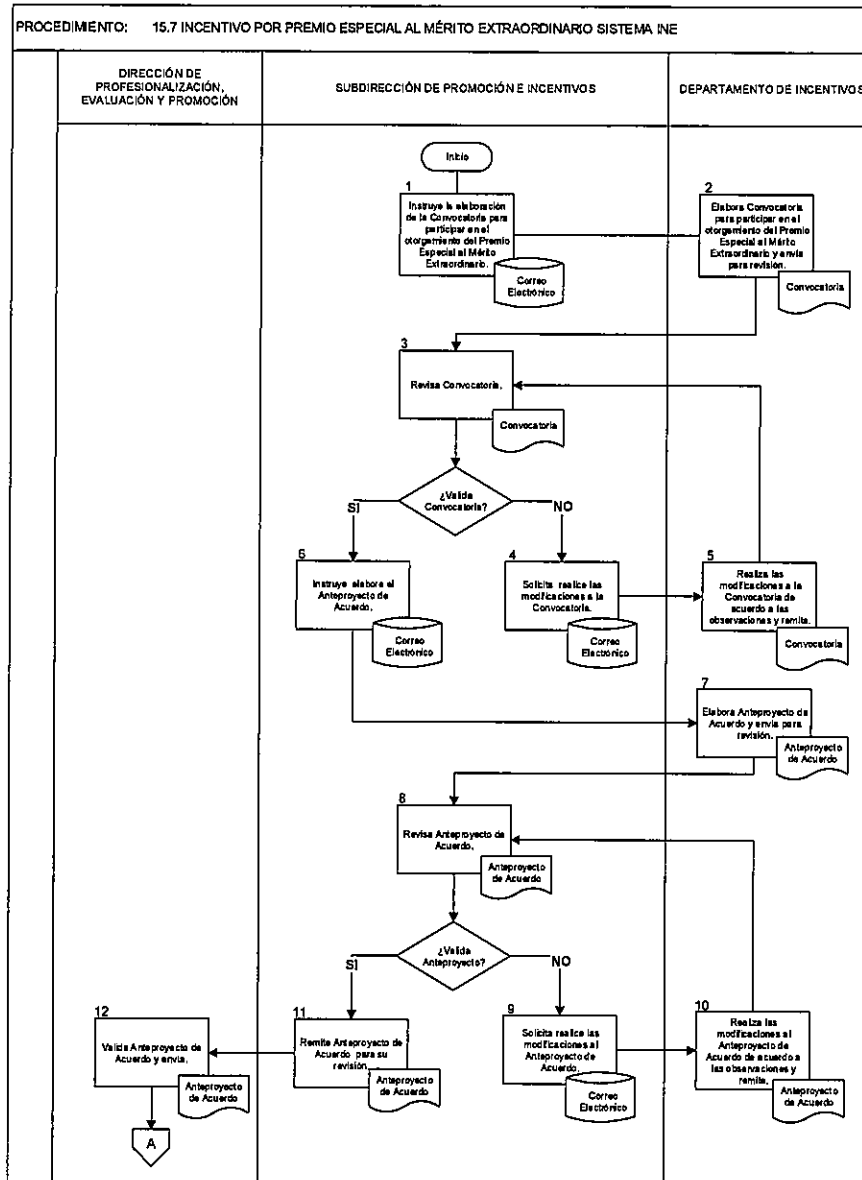 PROCEDIMIENTO: 15.7 INCENTIVO POR PREMIO ESPECIAL AL MÉRITO EXTRAORDINARIO SISTEMA INE
DIRECCIÓN DE
PROFESIONALIZACIÓN,
EVALUACIÓN Y PROMOCIÓN
SUBDIRECCIÓN DE PROMOCIÓN E INCENTIVOS
DEPARTAMENTO DE INCENTIVOS
Inicio
1
Instruye la elaboración
de la Convocatoria para
participar en el
otorgamiento del Premio
Especial al Mérito
Extraordinario.
Correo
Electrónico
2
Elabora Convocatoria
para participar en el
otorgamiento del Premio
Especial al Mérito
Extraordinario y envía
para revisión.
Convocatoria
3
Revisa Convocatoria.
Convocatoria
¿Valida
Convocatoria?
SI
NO
6
Instruye elabore el
Anteproyecto de
Acuerdo.
Correo
Electrónico
4
Solicita realice las
modificaciones a la
Convocatoria.
Correo
Electrónico
5
Realiza las
modificaciones a la
Convocatoria de
acuerdo a las
observaciones y remite.
Convocatoria
7
Elabora Anteproyecto de
Acuerdo y envía para
revisión.
Anteproyecto
de Acuerdo
8
Revisa Anteproyecto de
Acuerdo.
Anteproyecto
de Acuerdo
¿Valida
Anteproyecto?
SI
NO
12
Valida Anteproyecto de
Acuerdo y envía.
Anteproyecto
de Acuerdo
A
11
Remite Anteproyecto de
Acuerdo para su
revisión.
Anteproyecto
de Acuerdo
9
Solicita realice las
modificaciones al
Anteproyecto de
Acuerdo.
Correo
Electrónico
10
Realiza las
modificaciones al
Anteproyecto de
Acuerdo de acuerdo a
las observaciones y
remite.
Anteproyecto
de Acuerdo